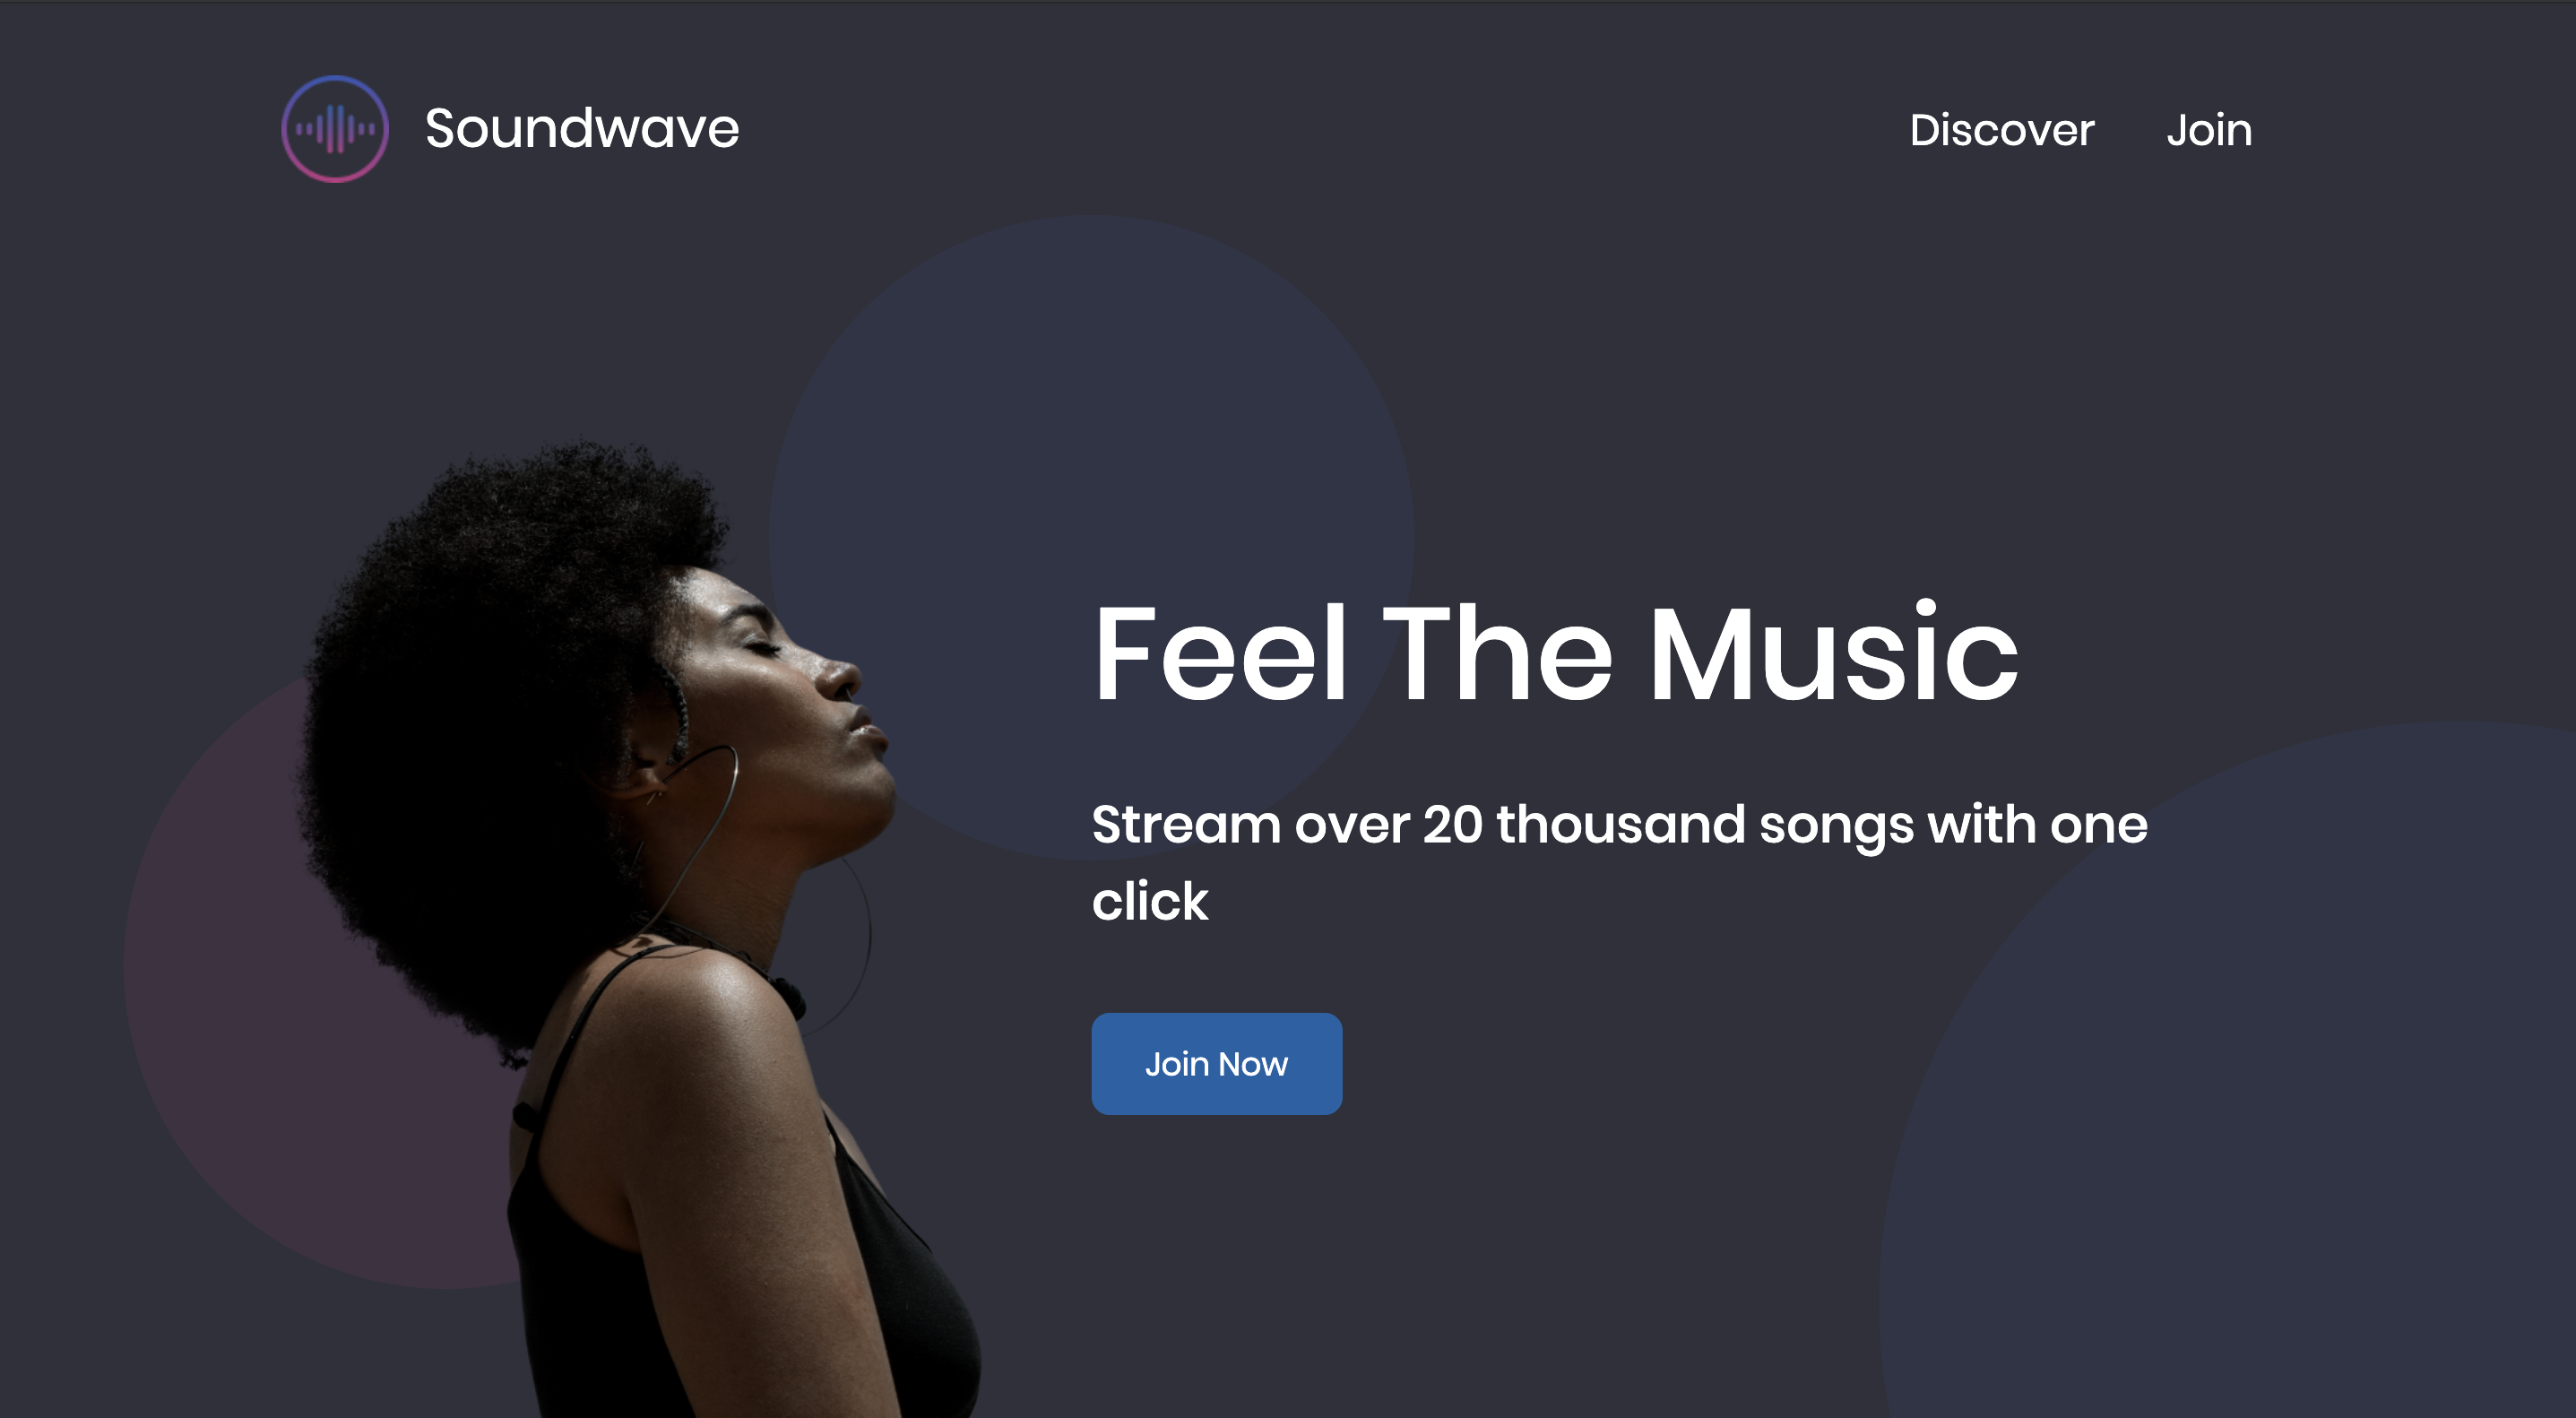 Soundwave
Discover
Join
Feel The Music
Stream over 20 thousand songs with one
click
Join Now